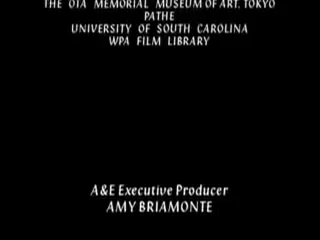 THE OTA MEMORIAL MUSEUM OF ART, TOKYO
PATHE
UNIVERSITY OF SOUTH CAROLINA
WPA FILM LIBRARY
A&E Executive Producer
AMY BRIAMONTE